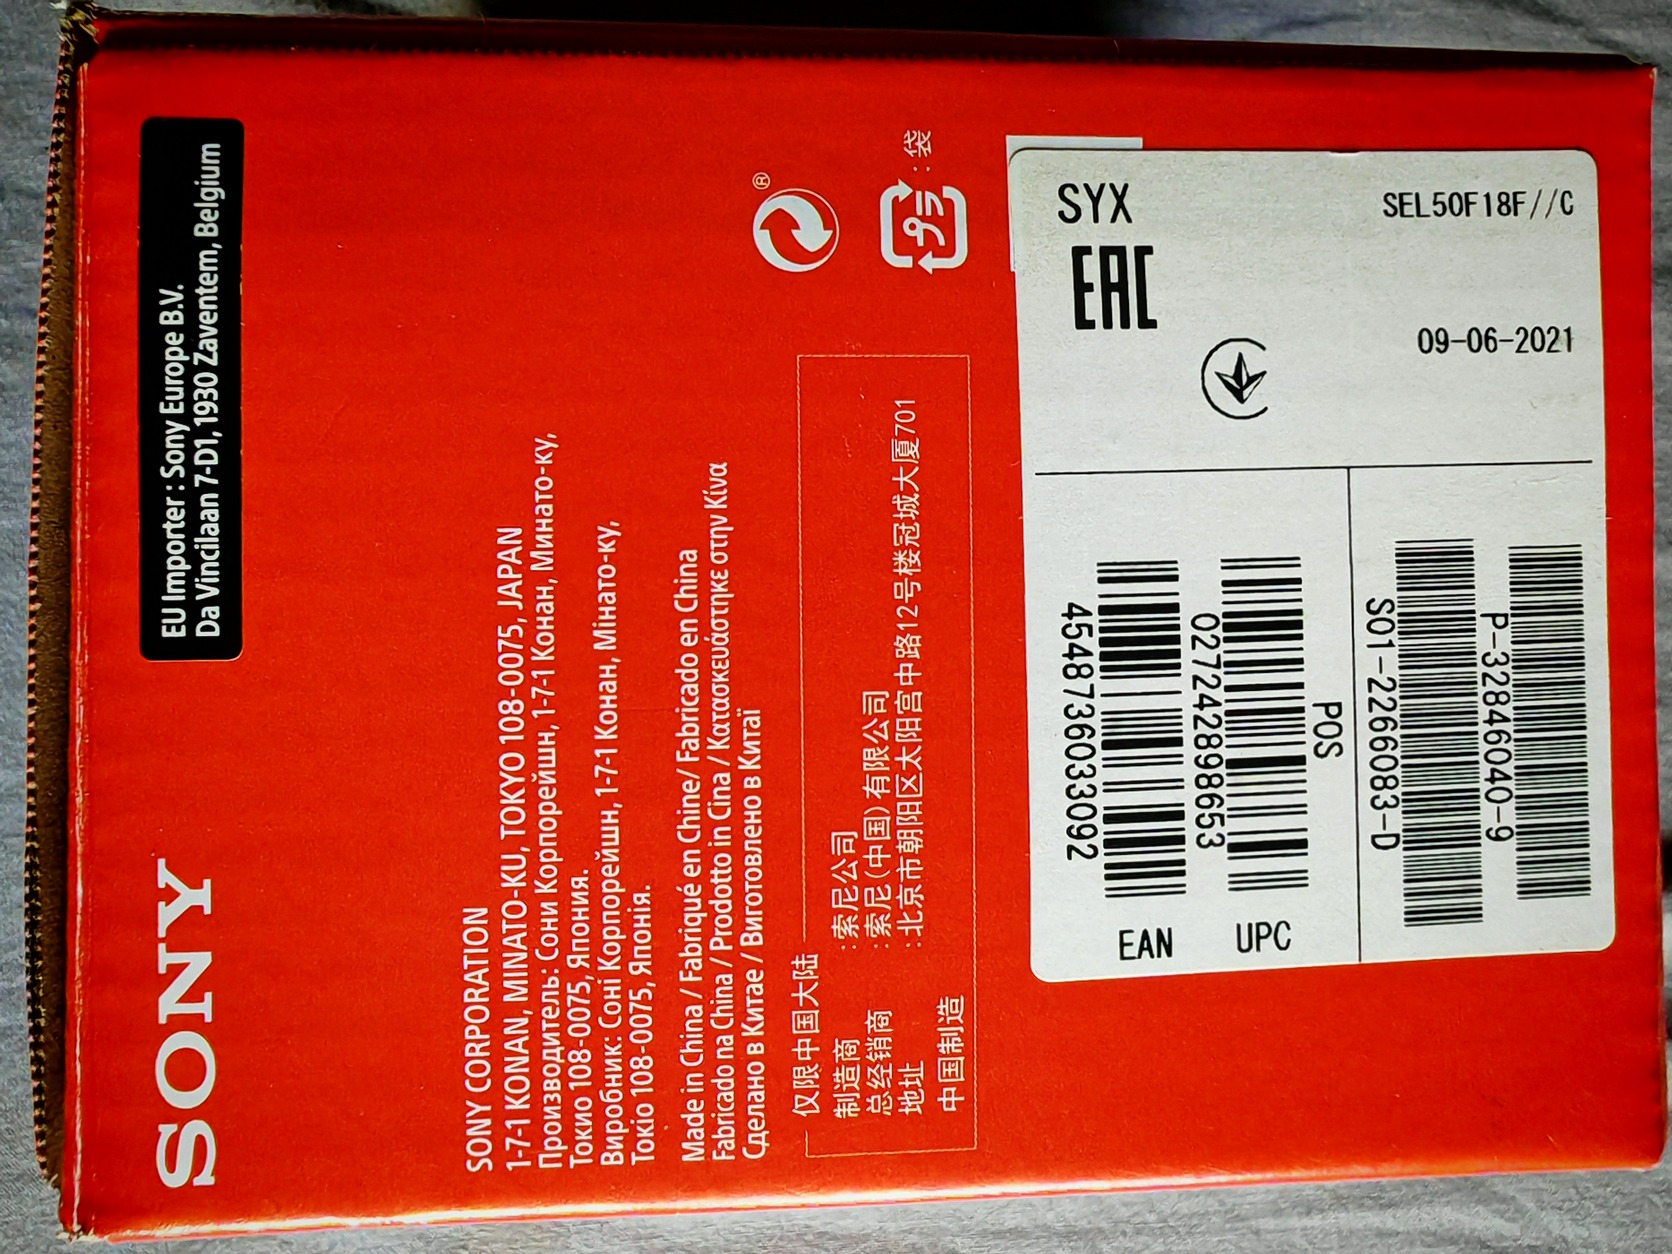 SONY
EU Importer : Sony Europe B.V.
Da Vincilaan 7-D1, 1930 Zaventem, Belgium
SONY CORPORATION
1-7-1 KONAN, MINATO-KU, TOKYO 108-0075, JAPAN
Производитель: Сони Корпорейшн, 1-7-1 Конан, Минато-ку,
Токио 108-0075, Япония.
Виробник: Соні Корпорейшн, 1-7-1 Конан, Мінато-ку,
Токіо 108-0075, Японія.
Made in China / Fabriqué en Chine/ Fabricado en China
Fabricado na China / Prodotto in Cina / Κατασκευάστηκε στην Κίνα
Сделано в Китае / Виготовлено в Китаї
®
プラ : 袋
仅限中国大陆
制造商 :索尼公司
总经销商 :索尼(中国)有限公司
地址 :北京市朝阳区太阳宫中路12号楼冠城大厦701
中国制造
SYX
SEL50F18F//C
EAC
09-06-2021
EAN
4548736033092
UPC
027242898653
POS
S01-22660083-D
P-32846040-9